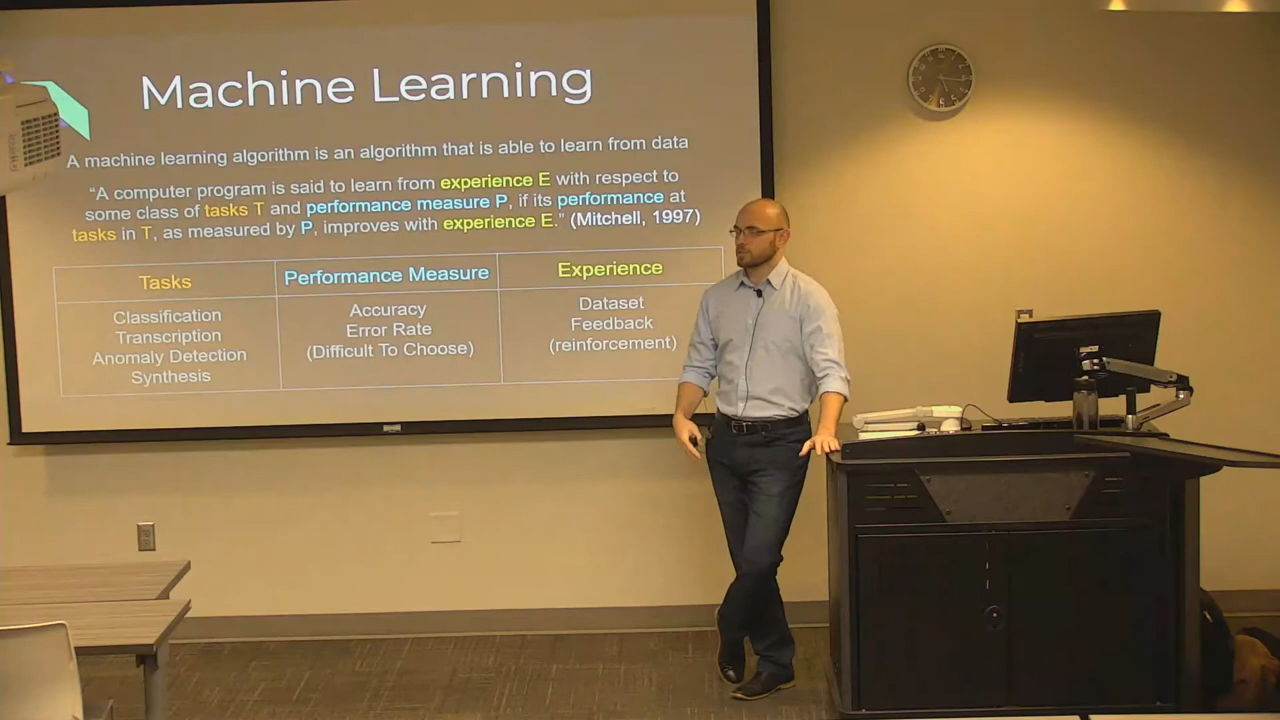 Machine Learning
A machine learning algorithm is an algorithm that is able to learn from data
“A computer program is said to learn from experience E with respect to
some class of tasks T and performance measure P, if its performance at
tasks in T, as measured by P, improves with experience E.” (Mitchell, 1997)
Tasks
Performance Measure
Experience
Classification
Transcription
Anomaly Detection
Synthesis
Accuracy
Error Rate
(Difficult To Choose)
Dataset
Feedback
(reinforcement)